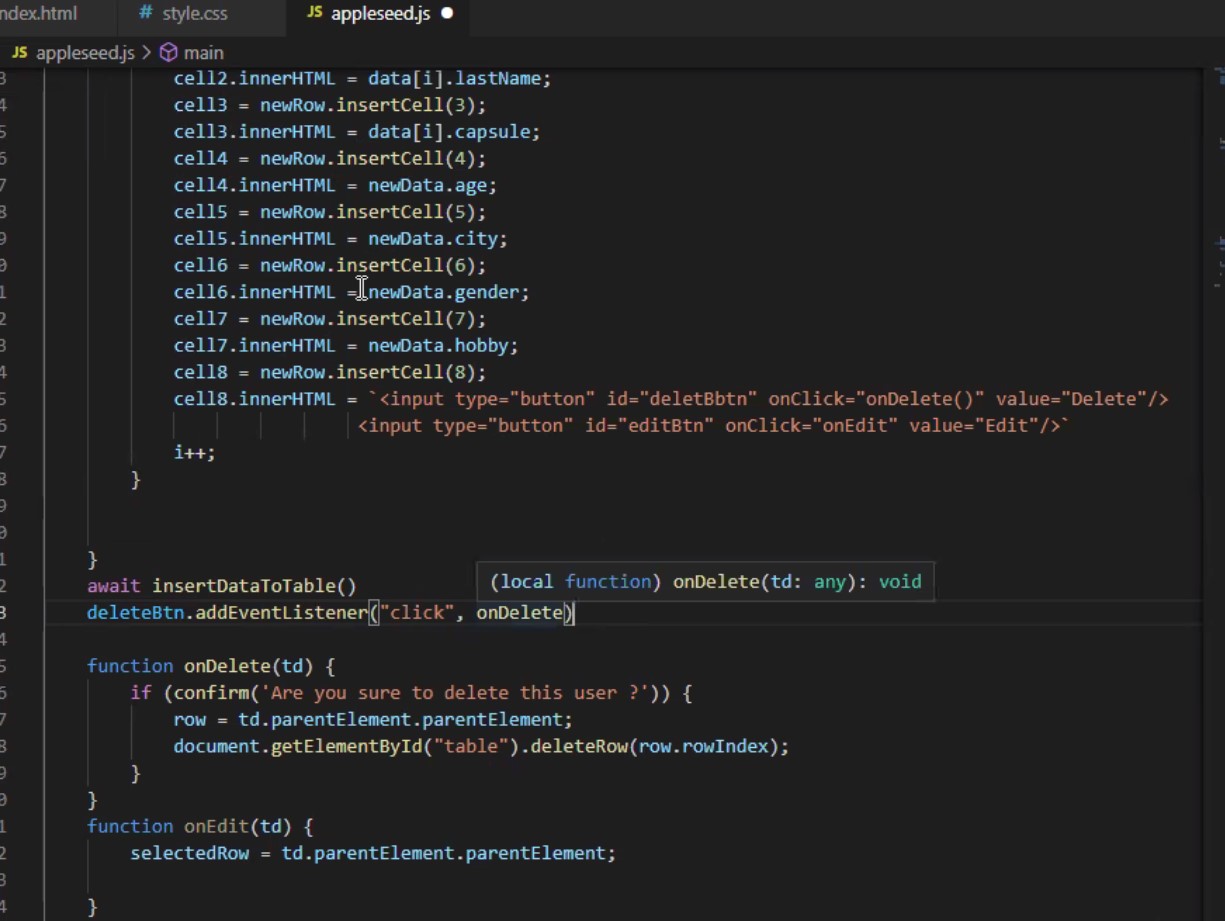 ndex.html # style.css JS appleseed.js
JS appleseed.js > main
3 cell2.innerHTML = data[i].lastName;
4 cell3 = newRow.insertCell(3);
5 cell3.innerHTML = data[i].capsule;
6 cell4 = newRow.insertCell(4);
7 cell4.innerHTML = newData.age;
8 cell5 = newRow.insertCell(5);
9 cell5.innerHTML = newData.city;
0 cell6 = newRow.insertCell(6);
1 cell6.innerHTML = newData.gender;
2 cell7 = newRow.insertCell(7);
3 cell7.innerHTML = newData.hobby;
4 cell8 = newRow.insertCell(8);
5 cell8.innerHTML = `<input type="button" id="deletBbtn" onClick="onDelete()" value="Delete"/>
6 <input type="button" id="editBtn" onClick="onEdit" value="Edit"/>`
7 i++;
8 }
9
0
1 }
2 await insertDataToTable()
(local function) onDelete(td: any): void
3 deleteBtn.addEventListener("click", onDelete)
4
5 function onDelete(td) {
6 if (confirm('Are you sure to delete this user ?')) {
7 row = td.parentElement.parentElement;
8 document.getElementById("table").deleteRow(row.rowIndex);
9 }
0 }
1 function onEdit(td) {
2 selectedRow = td.parentElement.parentElement;
3
4 }